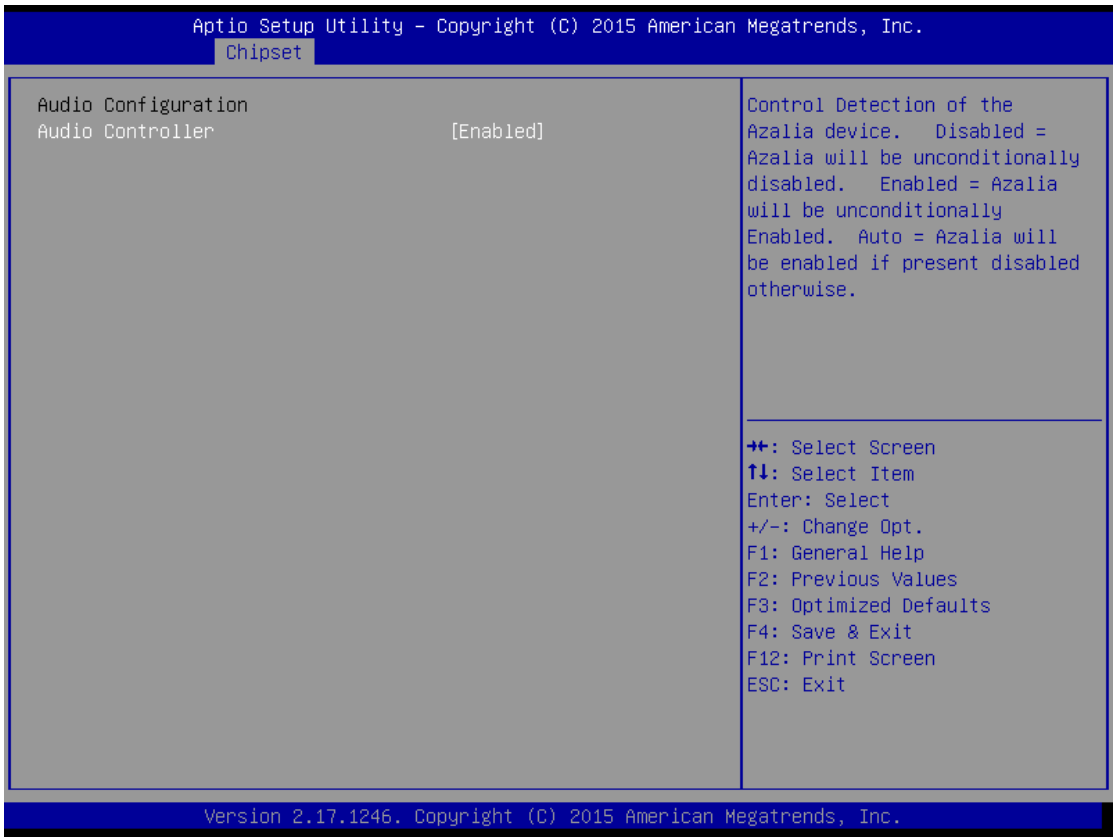 Aptio Setup Utility – Copyright (C) 2015 American Megatrends, Inc.
Chipset
Audio Configuration
Audio Controller [Enabled]
Control Detection of the
Azalia device.   Disabled =
Azalia will be unconditionally
disabled.   Enabled = Azalia
will be unconditionally
Enabled.  Auto = Azalia will
be enabled if present disabled
otherwise.
→←: Select Screen
↑↓: Select Item
Enter: Select
+/-: Change Opt.
F1: General Help
F2: Previous Values
F3: Optimized Defaults
F4: Save & Exit
F12: Print Screen
ESC: Exit
Version 2.17.1246. Copyright (C) 2015 American Megatrends, Inc.